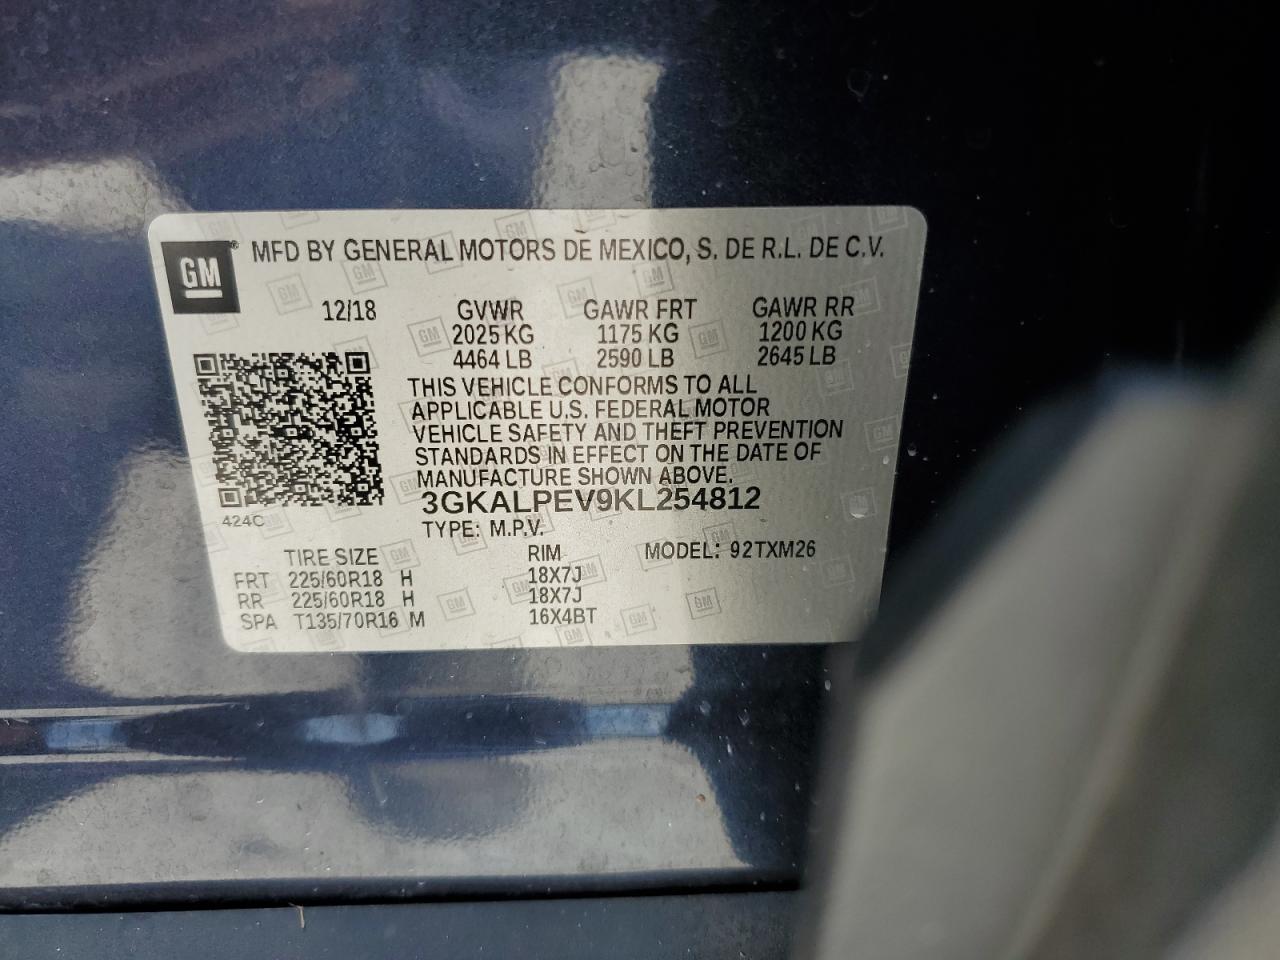 GM® MFD BY GENERAL MOTORS DE MEXICO, S. DE R.L. DE C.V.
12/18 GVWR GAWR FRT GAWR RR
2025 KG 1175 KG 1200 KG
4464 LB 2590 LB 2645 LB
THIS VEHICLE CONFORMS TO ALL
APPLICABLE U.S. FEDERAL MOTOR
VEHICLE SAFETY AND THEFT PREVENTION
STANDARDS IN EFFECT ON THE DATE OF
MANUFACTURE SHOWN ABOVE.
3GKALPEV9KL254812
424C
TYPE: M.P.V.
TIRE SIZE RIM MODEL: 92TXM26
FRT 225/60R18 H 18X7J
RR 225/60R18 H 18X7J
SPA T135/70R16 M 16X4BT